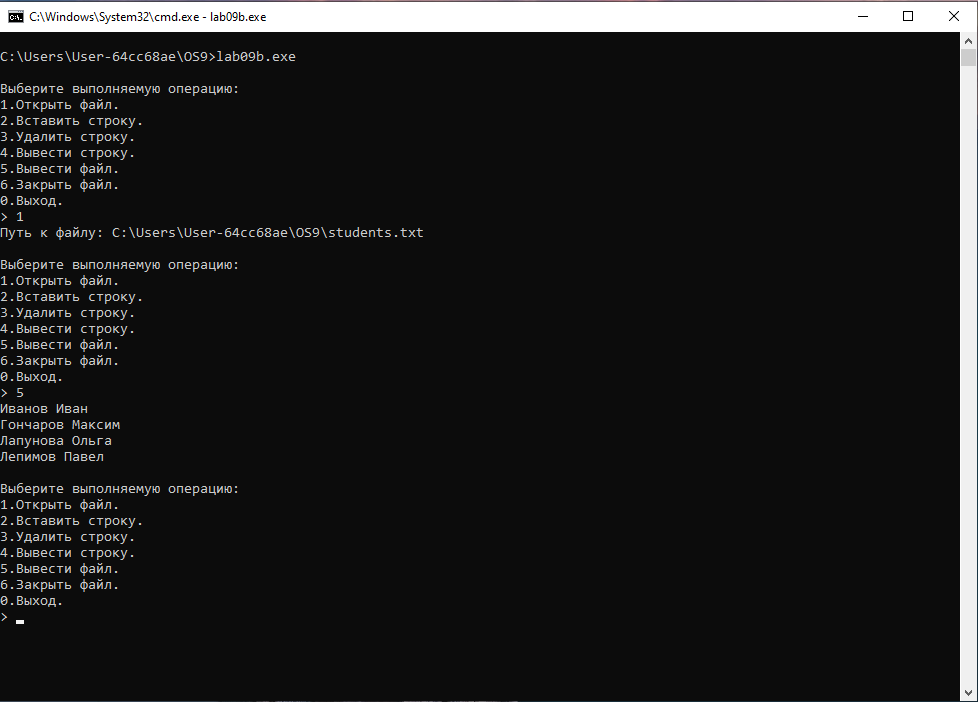 C:\Windows\System32\cmd.exe - lab09b.exe
C:\Users\User-64cc68ae\OS9>lab09b.exe
Выберите выполняемую операцию:
1.Открыть файл.
2.Вставить строку.
3.Удалить строку.
4.Вывести строку.
5.Вывести файл.
6.Закрыть файл.
0.Выход.
> 1
Путь к файлу: C:\Users\User-64cc68ae\OS9\students.txt
Выберите выполняемую операцию:
1.Открыть файл.
2.Вставить строку.
3.Удалить строку.
4.Вывести строку.
5.Вывести файл.
6.Закрыть файл.
0.Выход.
> 5
Иванов Иван
Гончаров Максим
Лапунова Ольга
Лепимов Павел
Выберите выполняемую операцию:
1.Открыть файл.
2.Вставить строку.
3.Удалить строку.
4.Вывести строку.
5.Вывести файл.
6.Закрыть файл.
0.Выход.
>